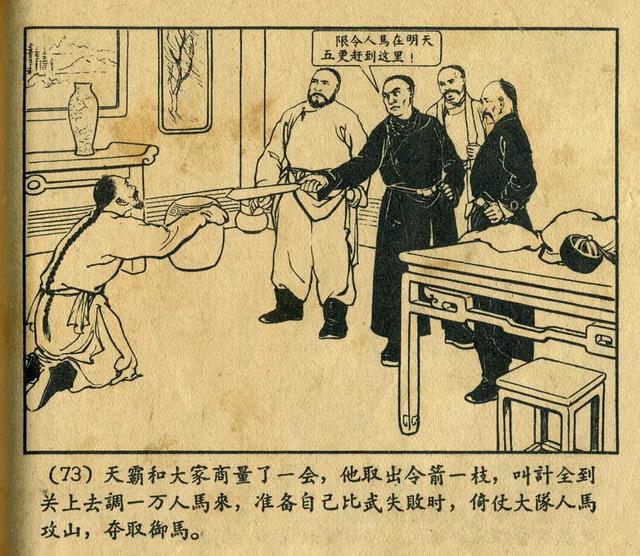 限令人馬在明天
五更赶到这里！
(73) 天霸和大家商量了一会，他取出令箭一枝，叫計全到
关上去調一万人馬來，准备自己比武失敗时，倚仗大隊人馬
攻山，夺取御馬。